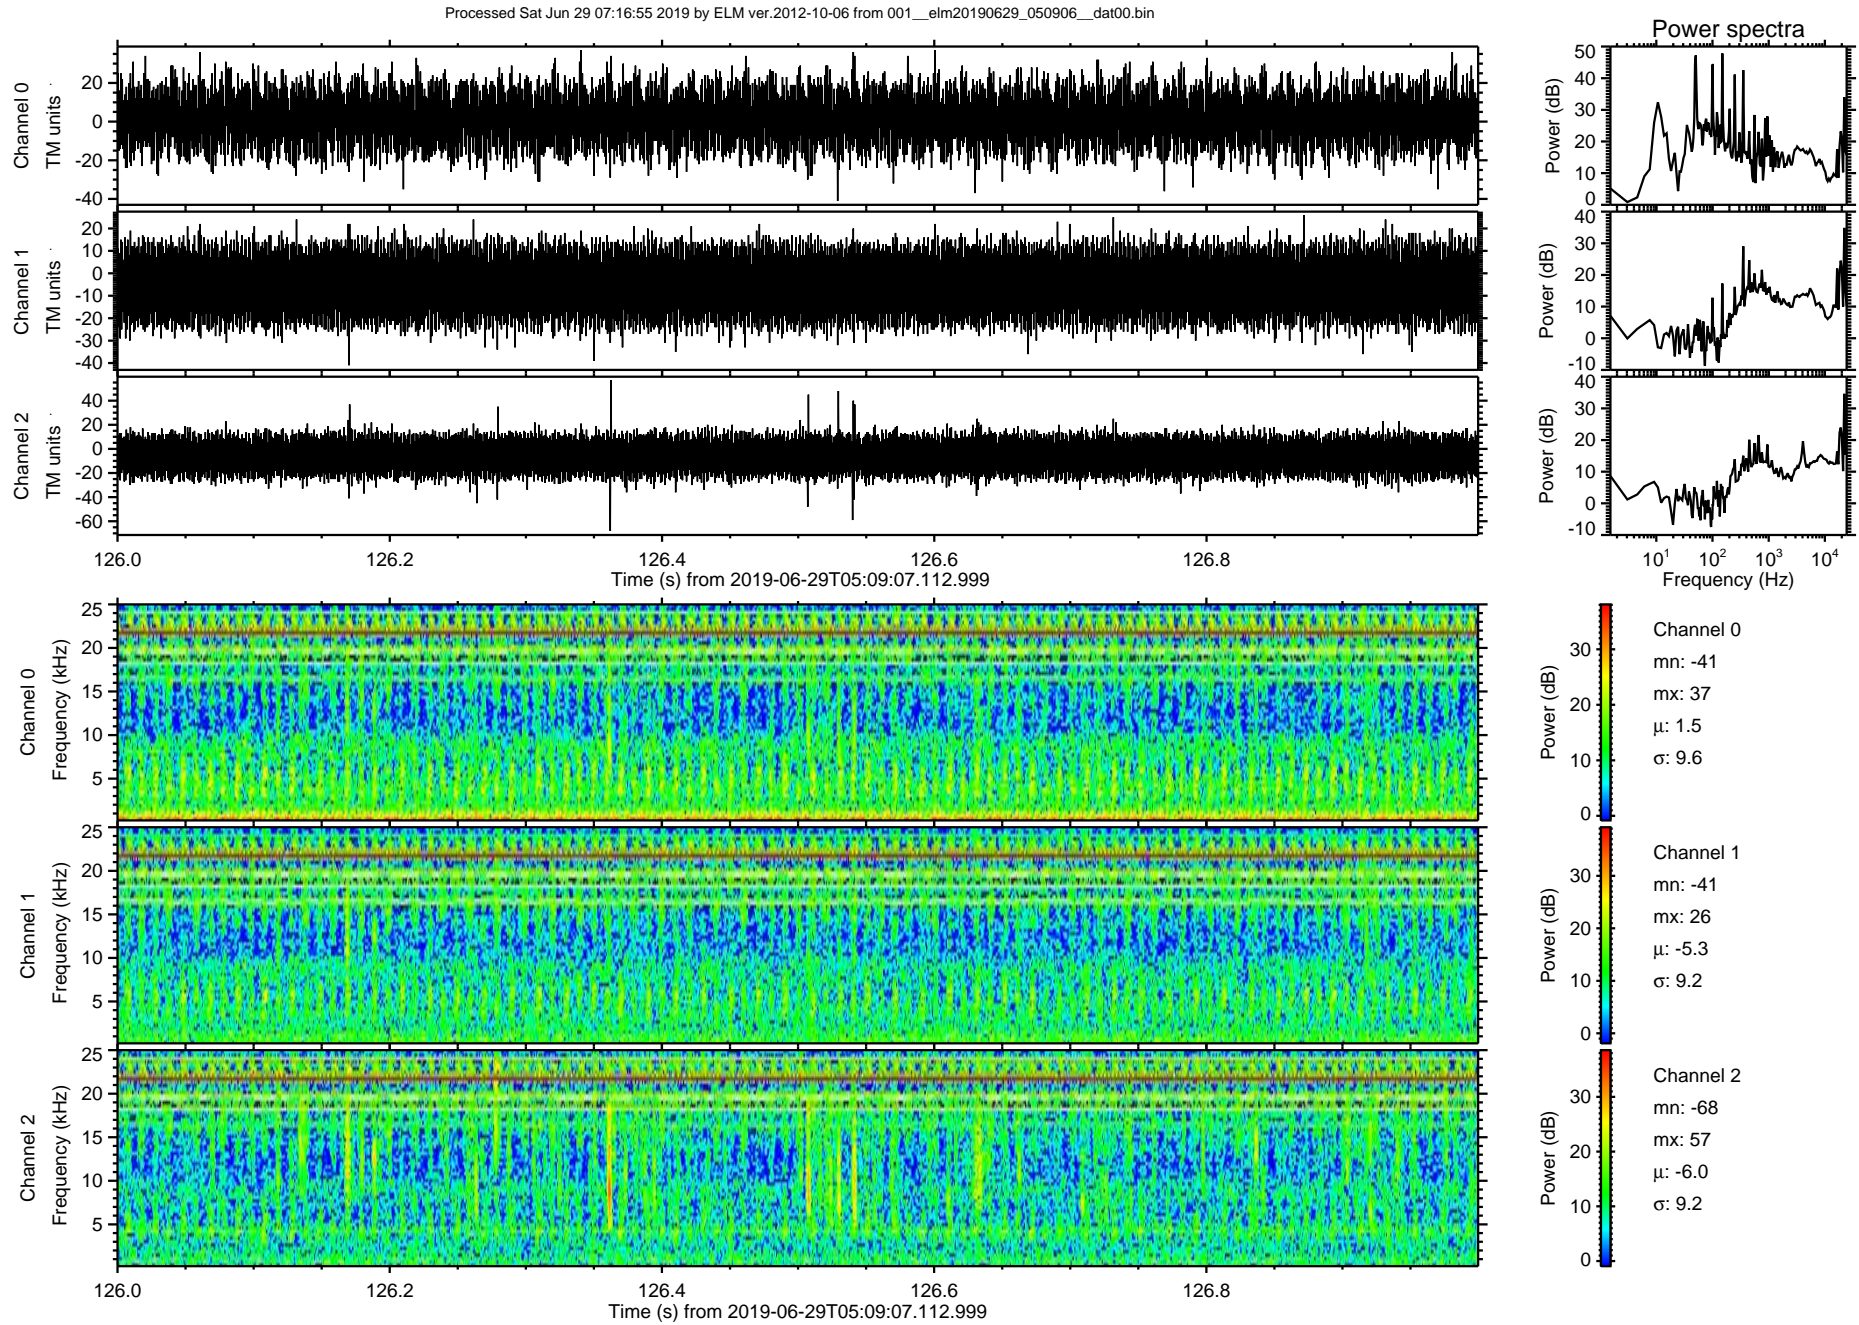 Processed Sat Jun 29 07:16:55 2019 by ELM ver.2012-10-06 from 001__elm20190629_050906__dat00.bin
Power spectra
Channel 0
TM units
20
0
-20
-40
Power (dB)
50
40
30
20
10
0
Channel 1
TM units
20
10
0
-10
-20
-30
-40
Power (dB)
40
30
20
10
0
-10
Channel 2
TM units
40
20
0
-20
-40
-60
Power (dB)
40
30
20
10
0
-10
126.0 126.2 126.4 126.6 126.8
Time (s) from 2019-06-29T05:09:07.112.999
10¹ 10² 10³ 10⁴
Frequency (Hz)
Channel 0
Frequency (kHz)
25
20
15
10
5
Power (dB)
30
20
10
0
Channel 0
mn: -41
mx: 37
μ: 1.5
σ: 9.6
Channel 1
Frequency (kHz)
25
20
15
10
5
Power (dB)
30
20
10
0
Channel 1
mn: -41
mx: 26
μ: -5.3
σ: 9.2
Channel 2
Frequency (kHz)
25
20
15
10
5
Power (dB)
30
20
10
0
Channel 2
mn: -68
mx: 57
μ: -6.0
σ: 9.2
126.0 126.2 126.4 126.6 126.8
Time (s) from 2019-06-29T05:09:07.112.999